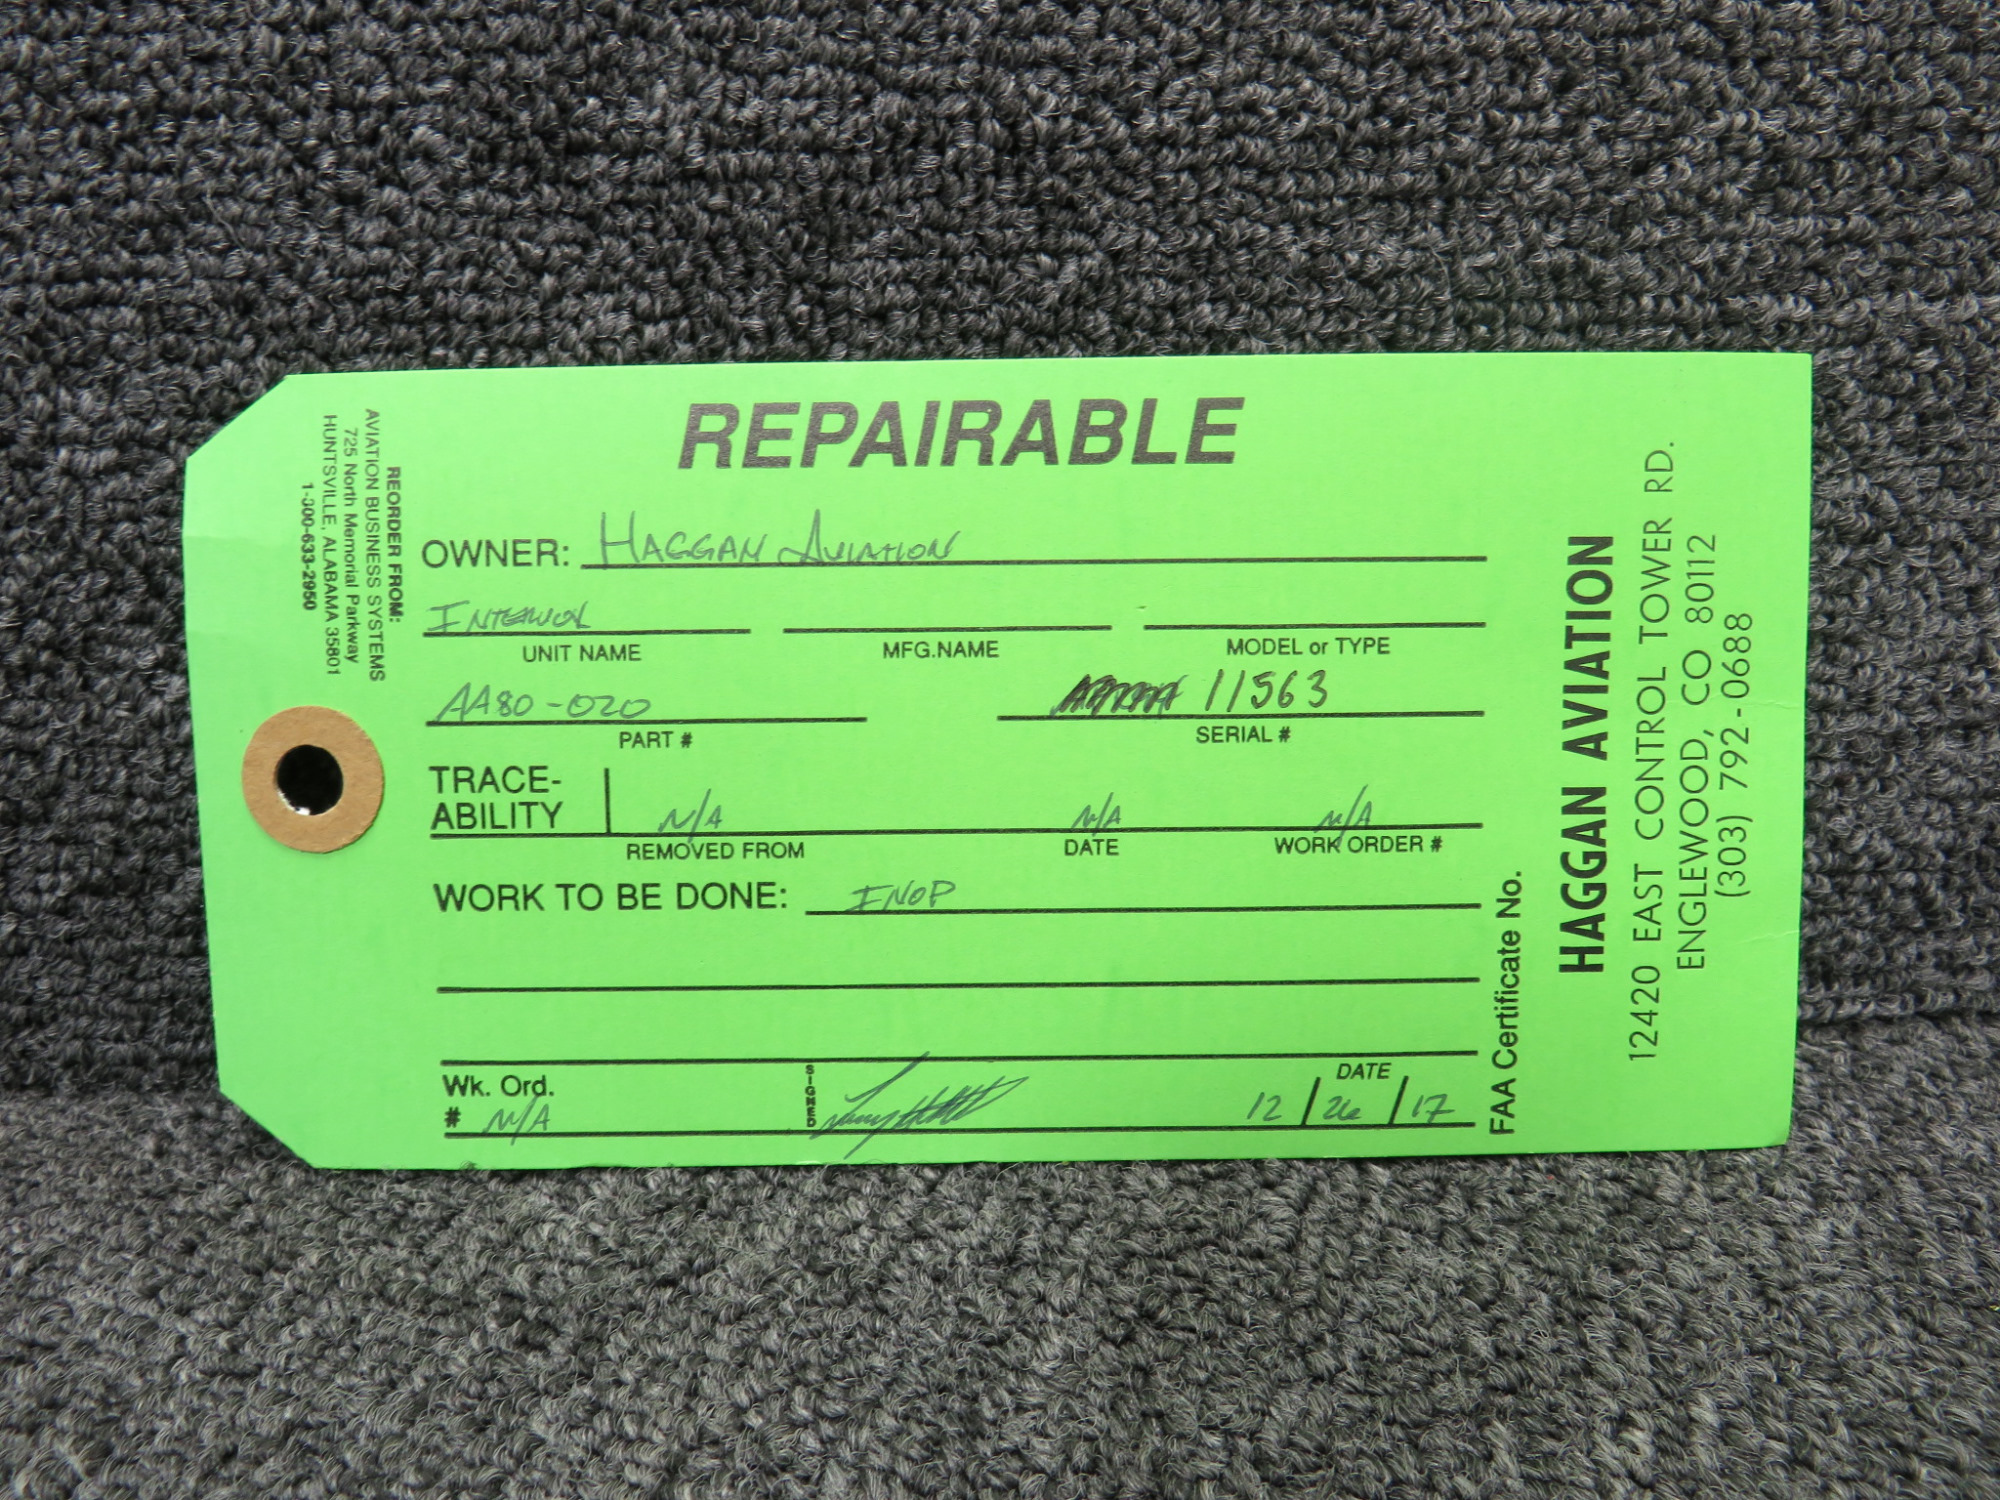 REPAIRABLE
OWNER: HAGGAN AVIATION
INTERVOX
UNIT NAME MFG.NAME MODEL or TYPE
AA80-020 11563
PART # SERIAL #
TRACE-
ABILITY N/A N/A N/A
REMOVED FROM DATE WORK ORDER #
WORK TO BE DONE: INOP
Wk. Ord. SIGNED DATE
# N/A 12/26/17
FAA Certificate No.
HAGGAN AVIATION
12420 EAST CONTROL TOWER RD.
ENGLEWOOD, CO 80112
(303) 792-0688
REORDER FROM:
AVIATION BUSINESS SYSTEMS
725 North Memorial Parkway
HUNTSVILLE, ALABAMA 35801
1-800-633-2950